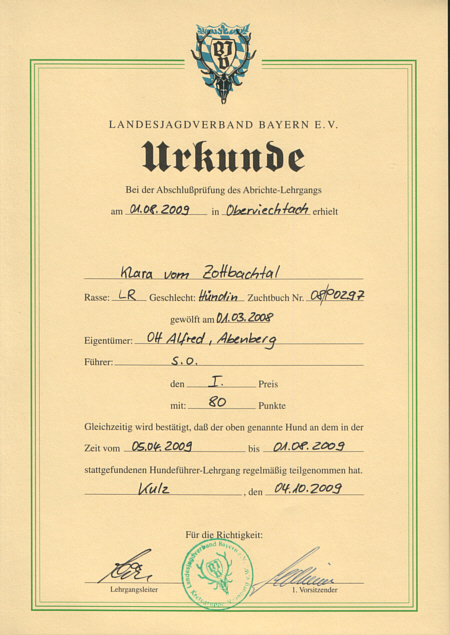 BJV
LANDESJAGDVERBAND BAYERN E.V.
Urkunde
Bei der Abschlußprüfung des Abrichte-Lehrgangs
am 01.08.2009 in Oberviechtach erhielt
Klara vom Zottbachtal
Rasse: LR Geschlecht: Hündin Zuchtbuch Nr. 08/P0297
gewölft am 01.03.2008
Eigentümer: Ott Alfred, Abenberg
Führer: s.o.
den I. Preis
mit: 80 Punkte
Gleichzeitig wird bestätigt, daß der oben genannte Hund an dem in der
Zeit vom 05.04.2009 bis 01.08.2009
stattgefundenen Hundeführer-Lehrgang regelmäßig teilgenommen hat.
Kulz, den 04.10.2009
Für die Richtigkeit:
Landesjagdverband Bayern e.V.
Lehrgangsleiter 1. Vorsitzender